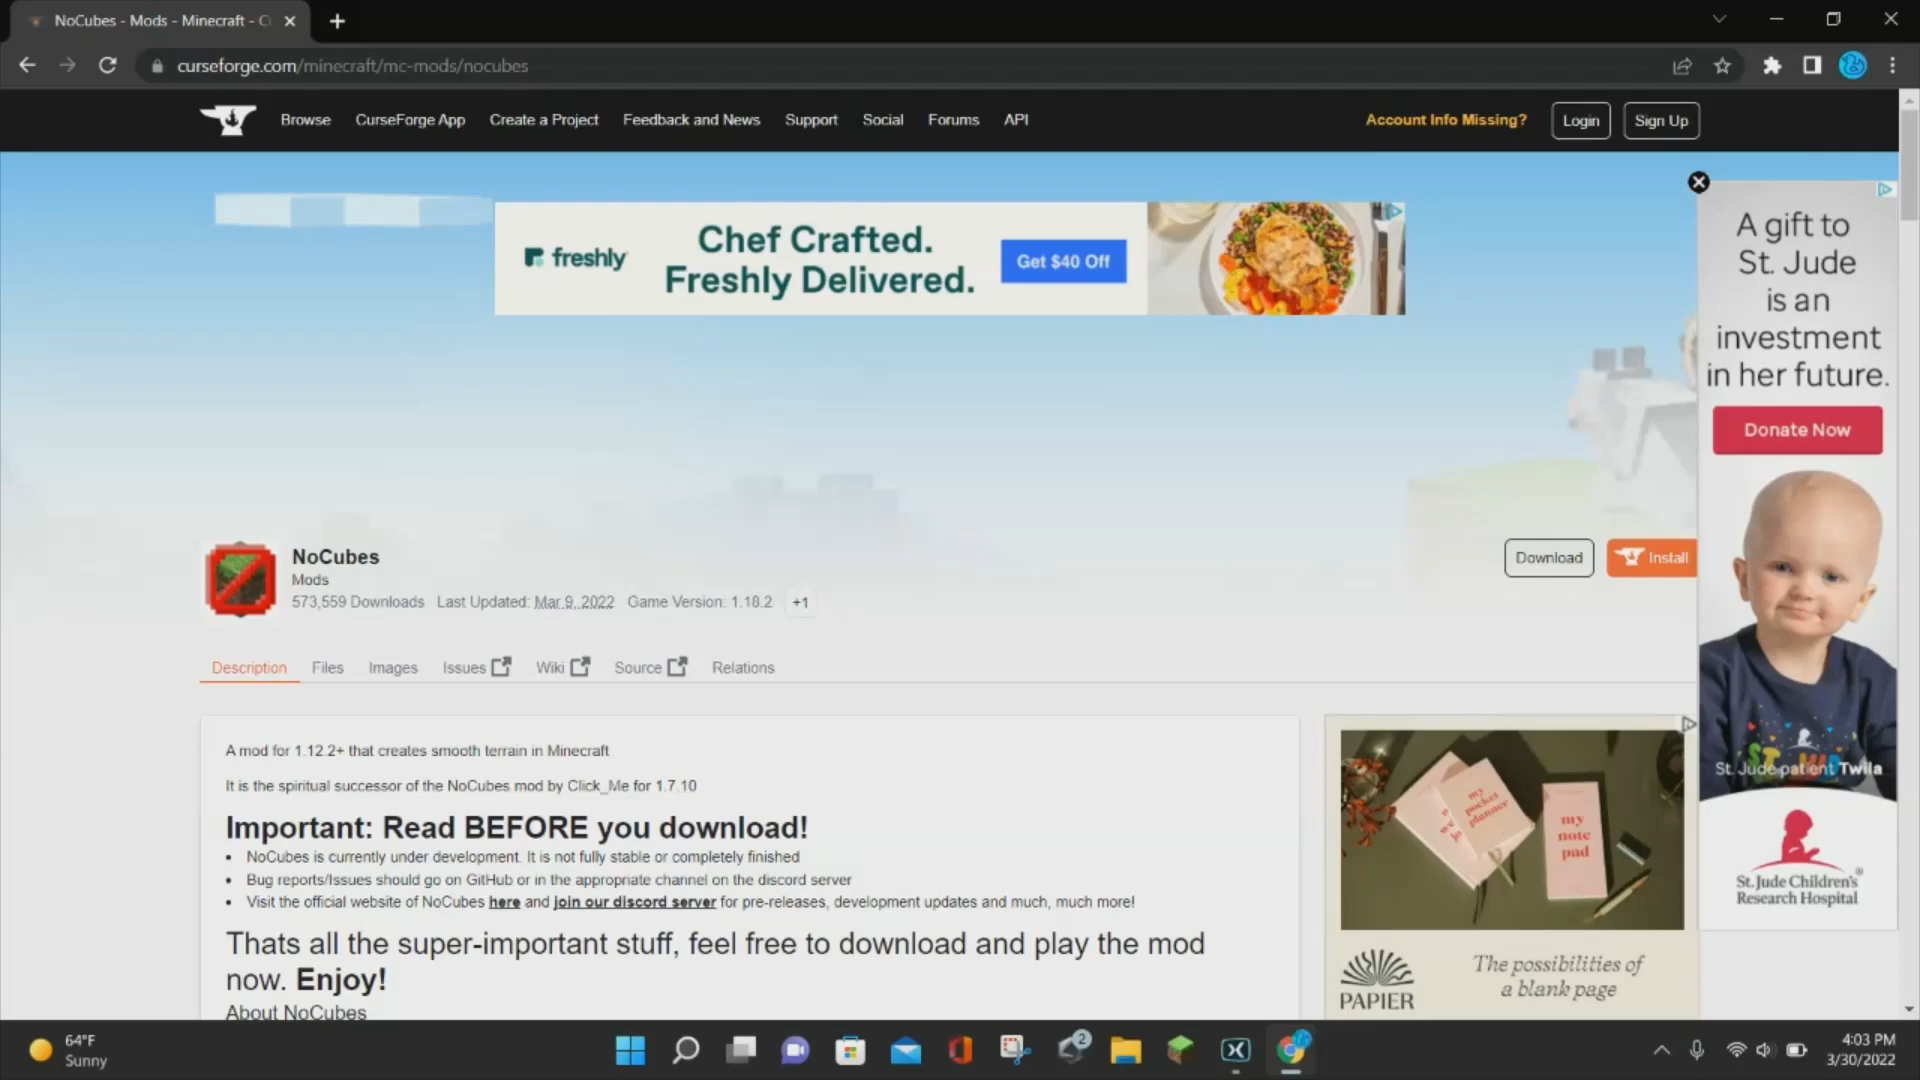 NoCubes - Mods - Minecraft - C
curseforge.com/minecraft/mc-mods/nocubes
Browse
CurseForge App
Create a Project
Feedback and News
Support
Social
Forums
API
Account Info Missing?
Login
Sign Up
freshly
Chef Crafted.
Freshly Delivered.
Get $40 Off
A gift to
St. Jude
is an
investment
in her future.
Donate Now
St. Jude patient Twila
St. Jude Children's
Research Hospital
NoCubes
Mods
573,559 Downloads Last Updated: Mar 9, 2022 Game Version: 1.18.2 +1
Download
Install
Description
Files
Images
Issues
Wiki
Source
Relations
A mod for 1.12.2+ that creates smooth terrain in Minecraft
It is the spiritual successor of the NoCubes mod by Click_Me for 1.7.10
Important: Read BEFORE you download!
• NoCubes is currently under development. It is not fully stable or completely finished
• Bug reports/Issues should go on GitHub or in the appropriate channel on the discord server
• Visit the official website of NoCubes here and join our discord server for pre-releases, development updates and much, much more!
Thats all the super-important stuff, feel free to download and play the mod
now. Enjoy!
About NoCubes
my
pocket
planner
my
note
pad
PAPIER
The possibilities of
a blank page
64°F
Sunny
2
4:03 PM
3/30/2022